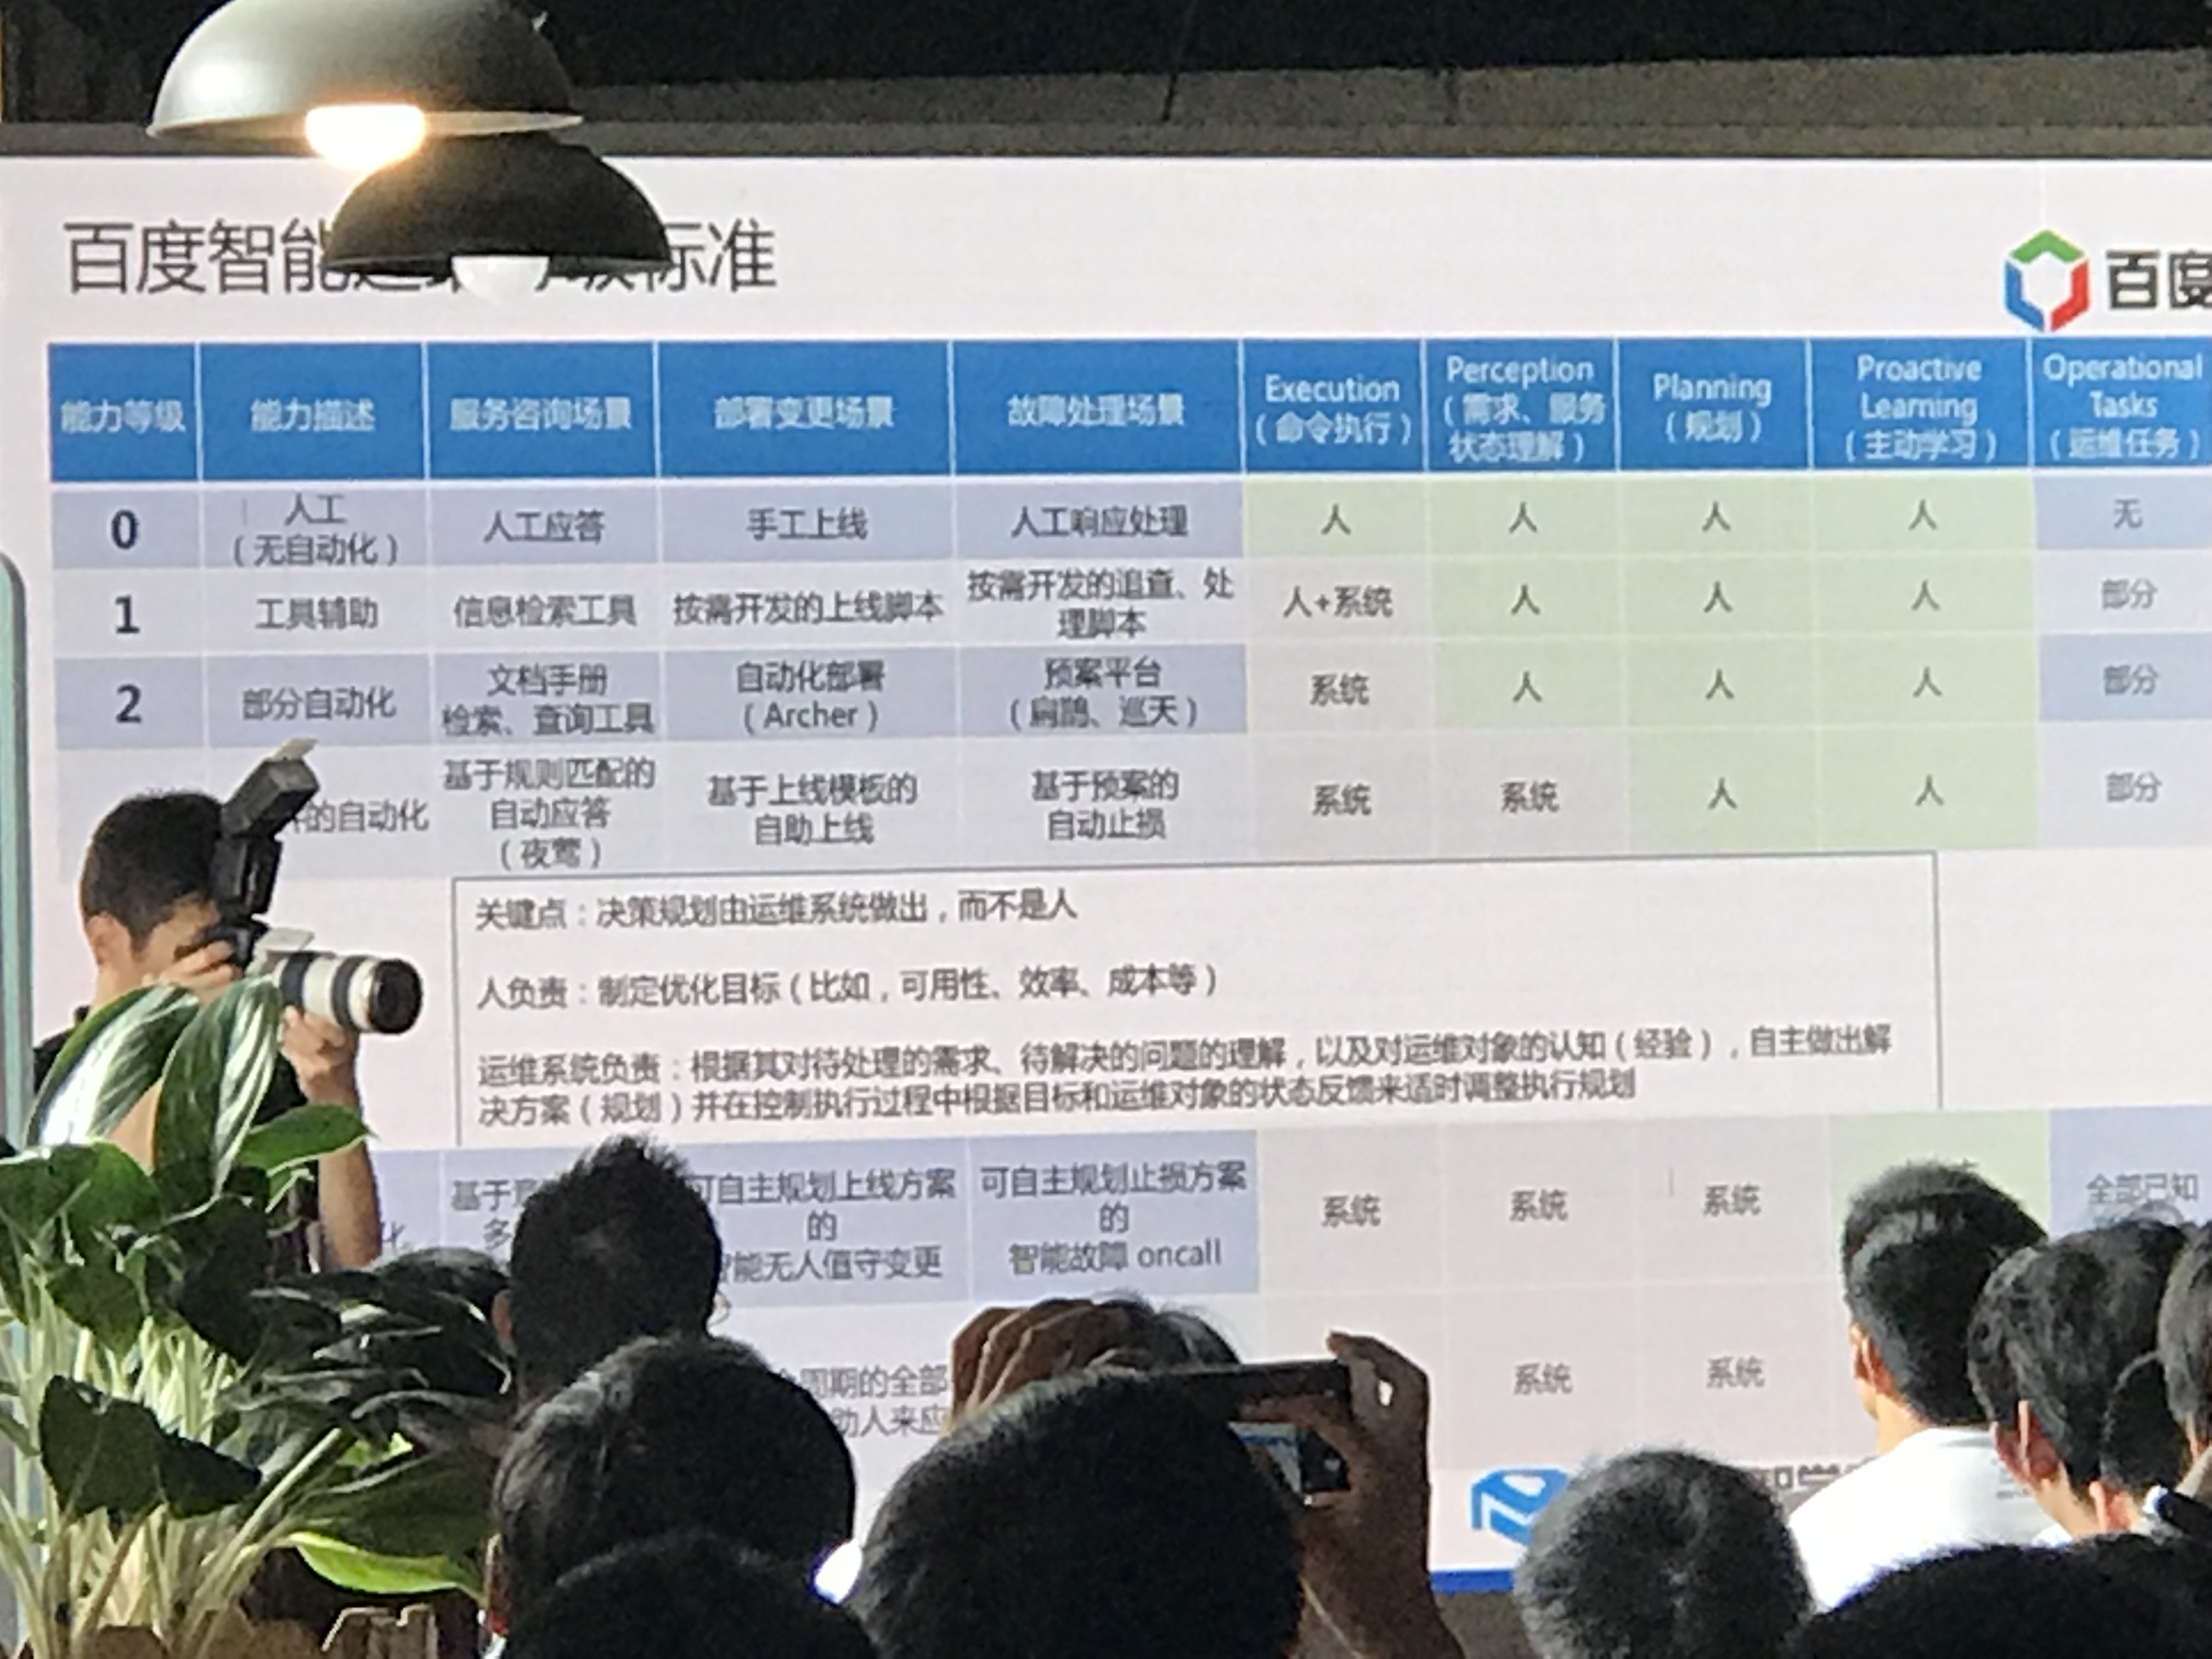 百度智能 标准
百度
能力等级 能力描述 服务咨询场景 部署变更场景 故障处理场景 Execution（命令执行） Perception（需求、服务状态理解） Planning（规划） Proactive Learning（主动学习） Operational Tasks（运维任务）
0 人工（无自动化） 人工应答 手工上线 人工响应处理 人 人 人 人 无
1 工具辅助 信息检索工具 按需开发的上线脚本 按需开发的追查、处理脚本 人+系统 人 人 人 部分
2 部分自动化 文档手册检索、查询工具 自动化部署（Archer） 预案平台（扁鹊、巡天） 系统 人 人 人 部分
的自动化 基于规则匹配的自动应答（夜莺） 基于上线模板的自助上线 基于预案的自动止损 系统 系统 人 人 部分
关键点：决策规划由运维系统做出，而不是人
人负责：制定优化目标（比如，可用性、效率、成本等）
运维系统负责：根据其对待处理的需求、待解决的问题的理解，以及对运维对象的认知（经验），自主做出解
决方案（规划）并在控制执行过程中根据目标和运维对象的状态反馈来适时调整执行规划
化 基于 多 可自主规划上线方案的智能无人值守变更 可自主规划止损方案的智能故障 oncall 系统 系统 系统 全部已知
周期的全部 系统 系统
助人来应